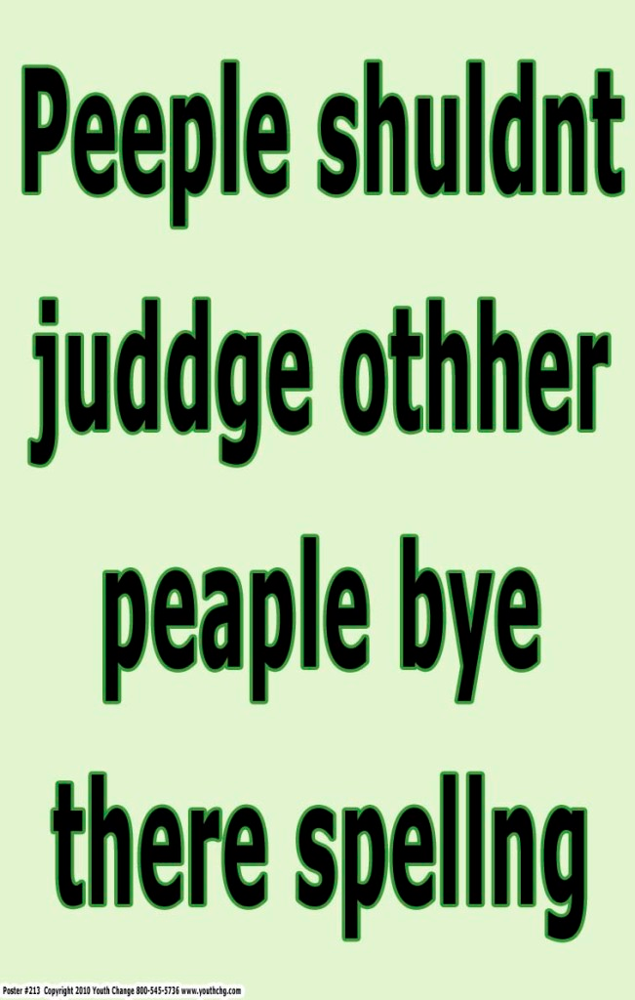 Peeple shuldnt
juddge othher
peaple bye
there spellng
Poster #213 Copyright 2010 Youth Change 800-545-5736 www.youthchg.com